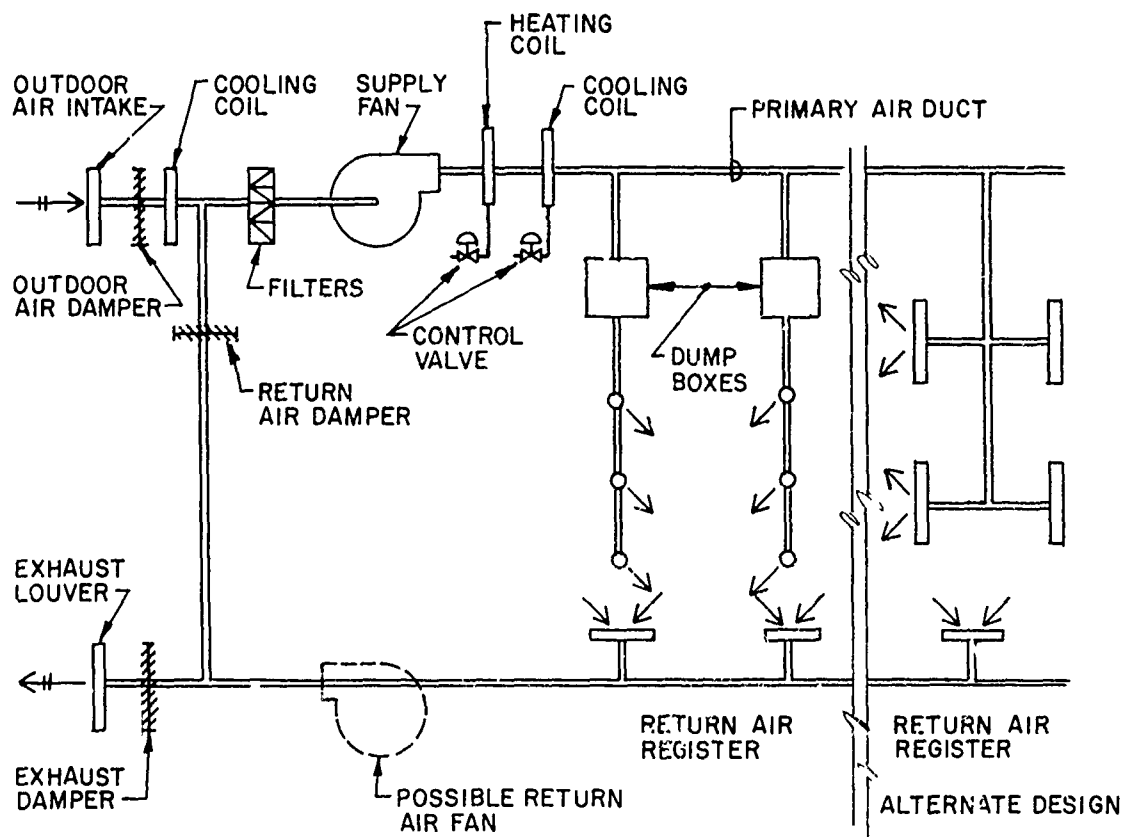 HEATING
COIL
OUTDOOR
AIR INTAKE
COOLING
COIL
SUPPLY
FAN
COOLING
COIL
PRIMARY AIR DUCT
OUTDOOR
AIR DAMPER
FILTERS
CONTROL
VALVE
DUMP
BOXES
RETURN
AIR DAMPER
EXHAUST
LOUVER
RETURN AIR
REGISTER
RETURN AIR
REGISTER
EXHAUST
DAMPER
POSSIBLE RETURN
AIR FAN
ALTERNATE DESIGN